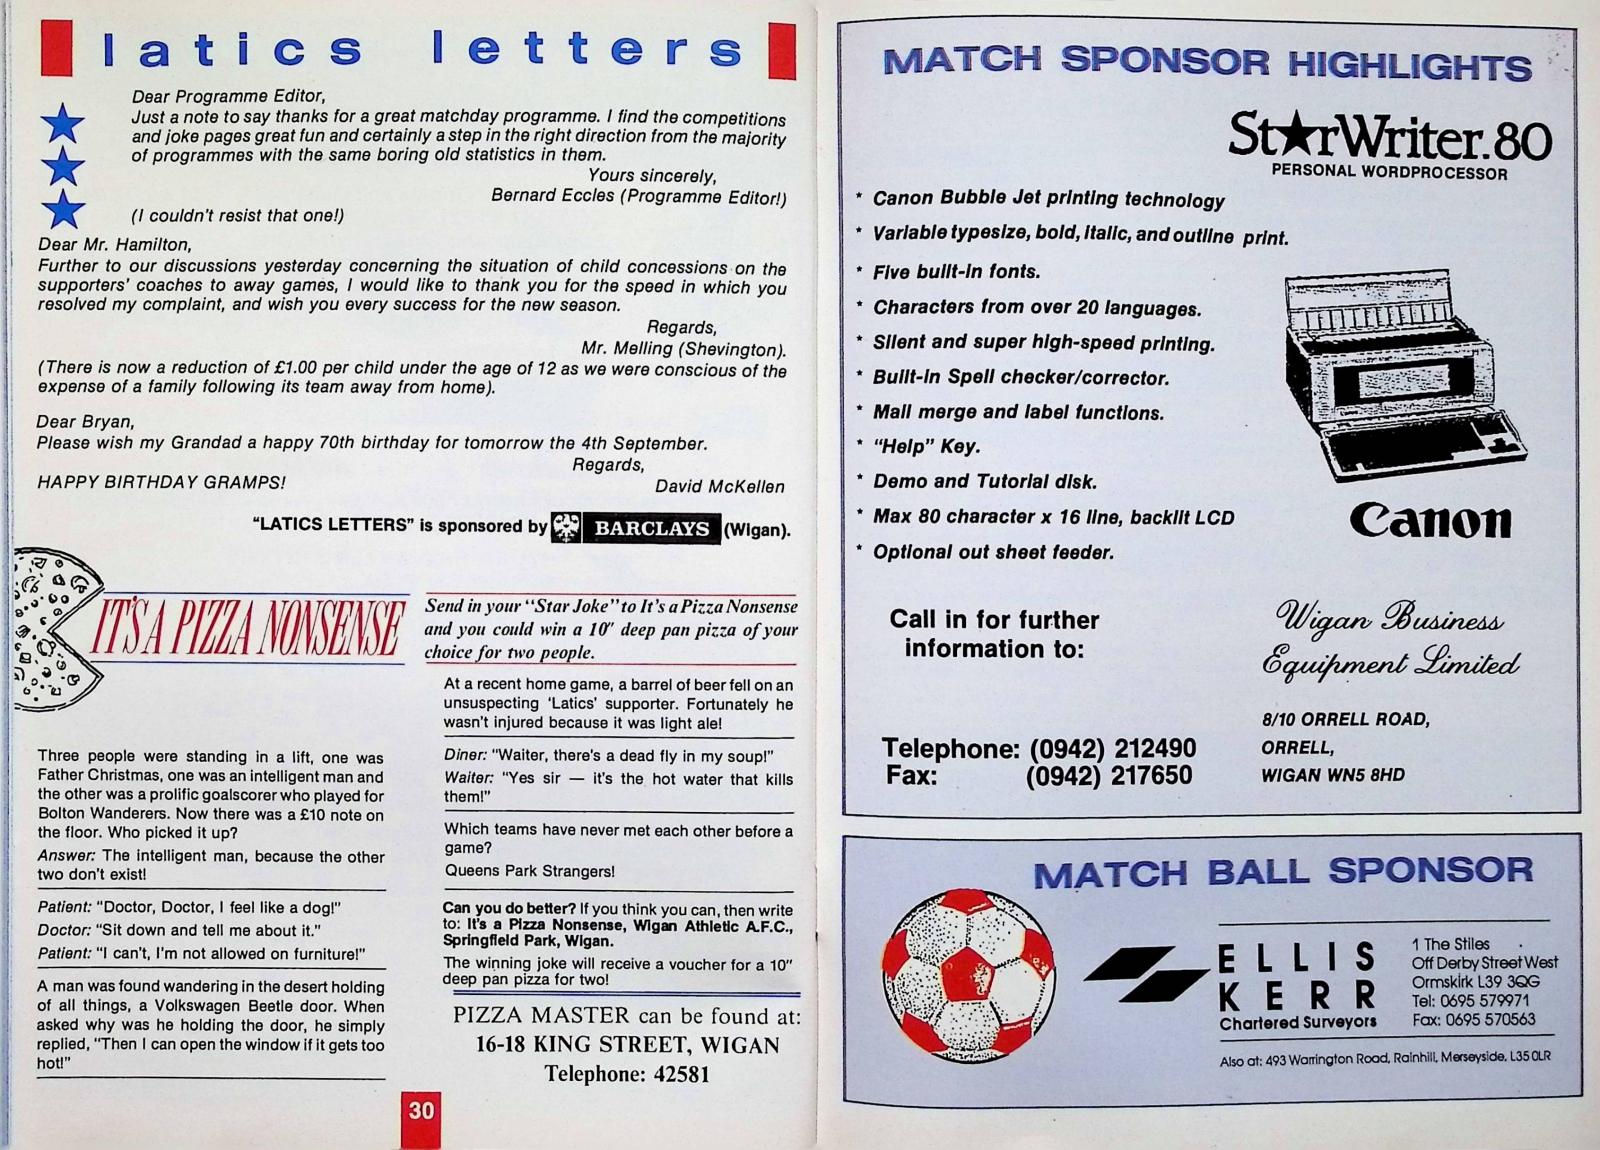 latics letters
Dear Programme Editor,
Just a note to say thanks for a great matchday programme. I find the competitions
and joke pages great fun and certainly a step in the right direction from the majority
of programmes with the same boring old statistics in them.
Yours sincerely,
Bernard Eccles (Programme Editor!)
(I couldn't resist that one!)
Dear Mr. Hamilton,
Further to our discussions yesterday concerning the situation of child concessions on the
supporters' coaches to away games, I would like to thank you for the speed in which you
resolved my complaint, and wish you every success for the new season.
Regards,
Mr. Melling (Shevington).
(There is now a reduction of £1.00 per child under the age of 12 as we were conscious of the
expense of a family following its team away from home).
Dear Bryan,
Please wish my Grandad a happy 70th birthday for tomorrow the 4th September.
Regards,
HAPPY BIRTHDAY GRAMPS!
David McKellen
"LATICS LETTERS" is sponsored by BARCLAYS (Wigan).
IT'S A PIZZA NONSENSE
Send in your "Star Joke" to It's a Pizza Nonsense
and you could win a 10" deep pan pizza of your
choice for two people.
Three people were standing in a lift, one was
Father Christmas, one was an intelligent man and
the other was a prolific goalscorer who played for
Bolton Wanderers. Now there was a £10 note on
the floor. Who picked it up?
Answer: The intelligent man, because the other
two don't exist!
Patient: "Doctor, Doctor, I feel like a dog!"
Doctor: "Sit down and tell me about it."
Patient: "I can't, I'm not allowed on furniture!"
A man was found wandering in the desert holding
of all things, a Volkswagen Beetle door. When
asked why was he holding the door, he simply
replied, "Then I can open the window if it gets too
hot!"
At a recent home game, a barrel of beer fell on an
unsuspecting 'Latics' supporter. Fortunately he
wasn't injured because it was light ale!
Diner: "Waiter, there's a dead fly in my soup!"
Waiter: "Yes sir — it's the hot water that kills
them!"
Which teams have never met each other before a
game?
Queens Park Strangers!
Can you do better? If you think you can, then write
to: It's a Pizza Nonsense, Wigan Athletic A.F.C.,
Springfield Park, Wigan.
The winning joke will receive a voucher for a 10"
deep pan pizza for two!
PIZZA MASTER can be found at:
16-18 KING STREET, WIGAN
Telephone: 42581
30
MATCH SPONSOR HIGHLIGHTS
St★rWriter.80
PERSONAL WORDPROCESSOR
* Canon Bubble Jet printing technology
* Variable typesize, bold, italic, and outline print.
* Five built-in fonts.
* Characters from over 20 languages.
* Silent and super high-speed printing.
* Built-in Spell checker/corrector.
* Mail merge and label functions.
* "Help" Key.
* Demo and Tutorial disk.
* Max 80 character x 16 line, backlit LCD
* Optional out sheet feeder.
Canon
Call in for further
information to:
Wigan Business
Equipment Limited
8/10 ORRELL ROAD,
ORRELL,
WIGAN WN5 8HD
Telephone: (0942) 212490
Fax: (0942) 217650
MATCH BALL SPONSOR
ELLIS
KERR
Chartered Surveyors
1 The Stiles
Off Derby Street West
Ormskirk L39 3QG
Tel: 0695 579971
Fax: 0695 570563
Also at: 493 Warrington Road, Rainhill, Merseyside, L35 0LR